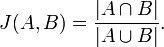 J(A, B) = |A ∩ B| / |A ∪ B|.